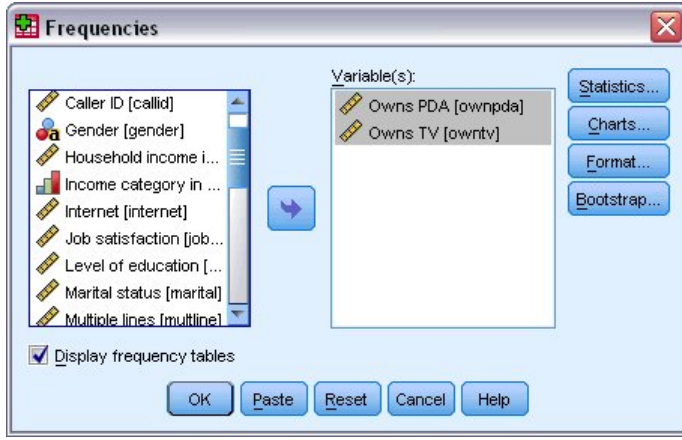 Frequencies
Variable(s):
Caller ID [callid]
Gender [gender]
Household income i...
Income category in ...
Internet [internet]
Job satisfaction [job...
Level of education [...
Marital status [marital]
Multiple lines [multline]
Owns PDA [ownpda]
Owns TV [owntv]
Statistics...
Charts...
Format...
Bootstrap...
Display frequency tables
OK
Paste
Reset
Cancel
Help